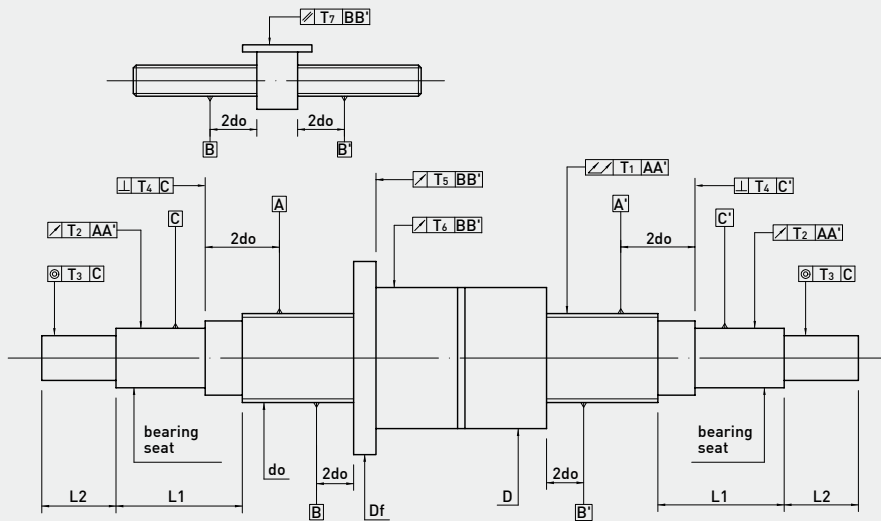 ⫽ T7 BB'
2do 2do
B B'
⌰ T1 AA'
⊥ T4 C
↗ T5 BB'
⊥ T4 C'
A
A'
C
C'
↗ T2 AA'
2do
↗ T6 BB'
2do
↗ T2 AA'
◎ T3 C
◎ T3 C
bearing
seat
bearing
seat
do
2do
2do
L2 L1
D
L1 L2
B
Df
B'